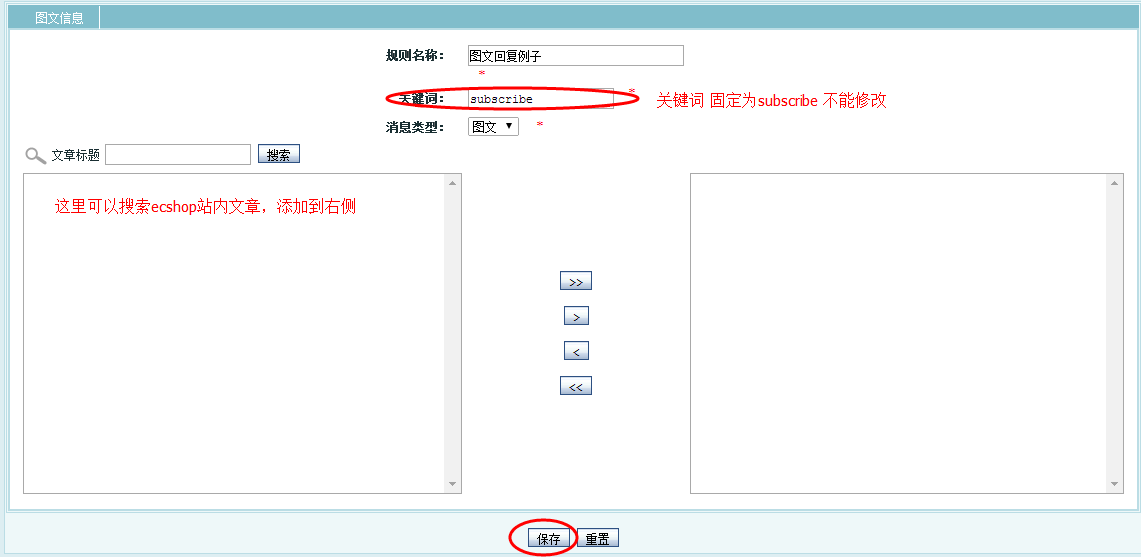 图文信息
规则名称： 图文回复例子
*
关键词： subscribe * 关键词 固定为subscribe 不能修改
消息类型： 图文 ▼ *
文章标题 搜索
这里可以搜索ecshop站内文章，添加到右侧
>>
>
<
<<
保存 重置